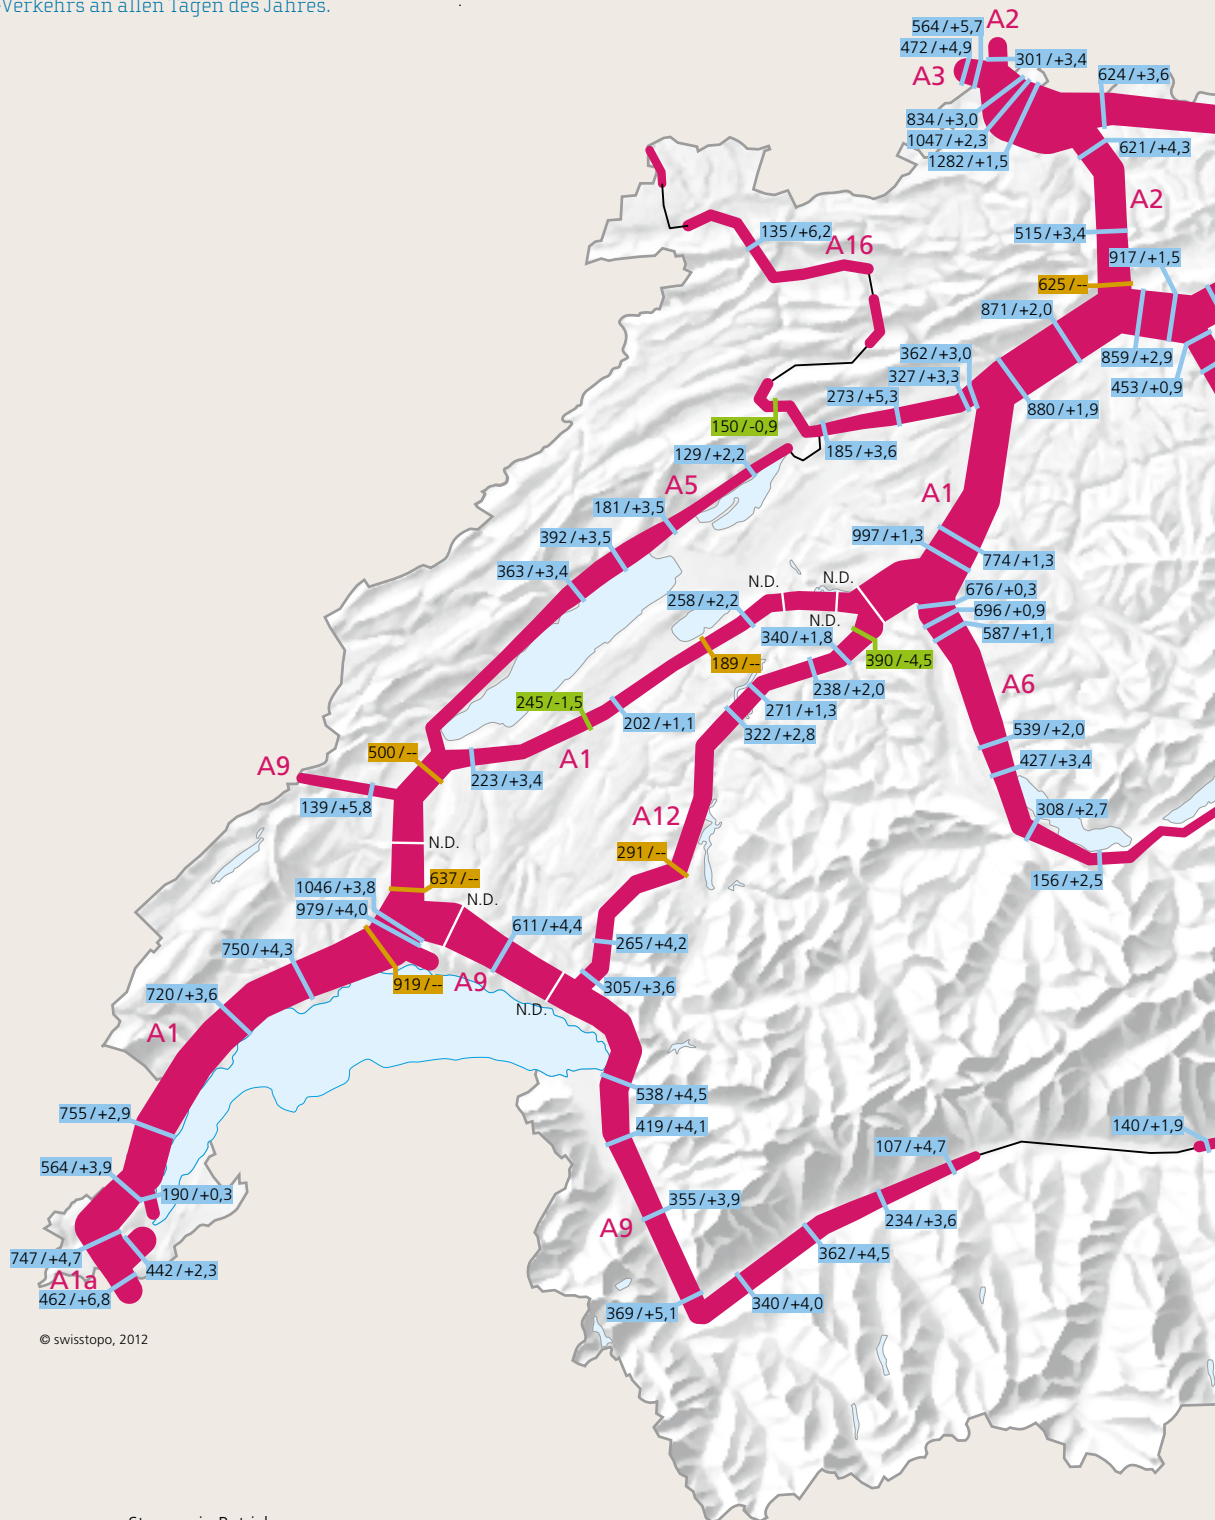 Verkehrs an allen Tagen des Jahres.
A2
564 / +5,7
472 / +4,9
301 / +3,4
A3
624 / +3,6
834 / +3,0
1047 / +2,3
621 / +4,3
1282 / +1,5
A2
135 / +6,2
515 / +3,4
A16
917 / +1,5
625 / --
871 / +2,0
362 / +3,0
859 / +2,9
327 / +3,3
453 / +0,9
273 / +5,3
880 / +1,9
150 / -0,9
185 / +3,6
129 / +2,2
A5
A1
181 / +3,5
392 / +3,5
997 / +1,3
774 / +1,3
363 / +3,4
N.D.
N.D.
676 / +0,3
258 / +2,2
696 / +0,9
N.D.
587 / +1,1
340 / +1,8
189 / --
390 / -4,5
A6
238 / +2,0
245 / -1,5
271 / +1,3
202 / +1,1
322 / +2,8
539 / +2,0
500 / --
A1
427 / +3,4
A9
223 / +3,4
139 / +5,8
308 / +2,7
A12
N.D.
291 / --
637 / --
156 / +2,5
1046 / +3,8
N.D.
979 / +4,0
611 / +4,4
265 / +4,2
750 / +4,3
919 / --
A9
305 / +3,6
720 / +3,6
N.D.
A1
538 / +4,5
755 / +2,9
419 / +4,1
140 / +1,9
107 / +4,7
564 / +3,9
190 / +0,3
355 / +3,9
234 / +3,6
A9
747 / +4,7
362 / +4,5
442 / +2,3
A1a
462 / +6,8
340 / +4,0
369 / +5,1
© swisstopo, 2012